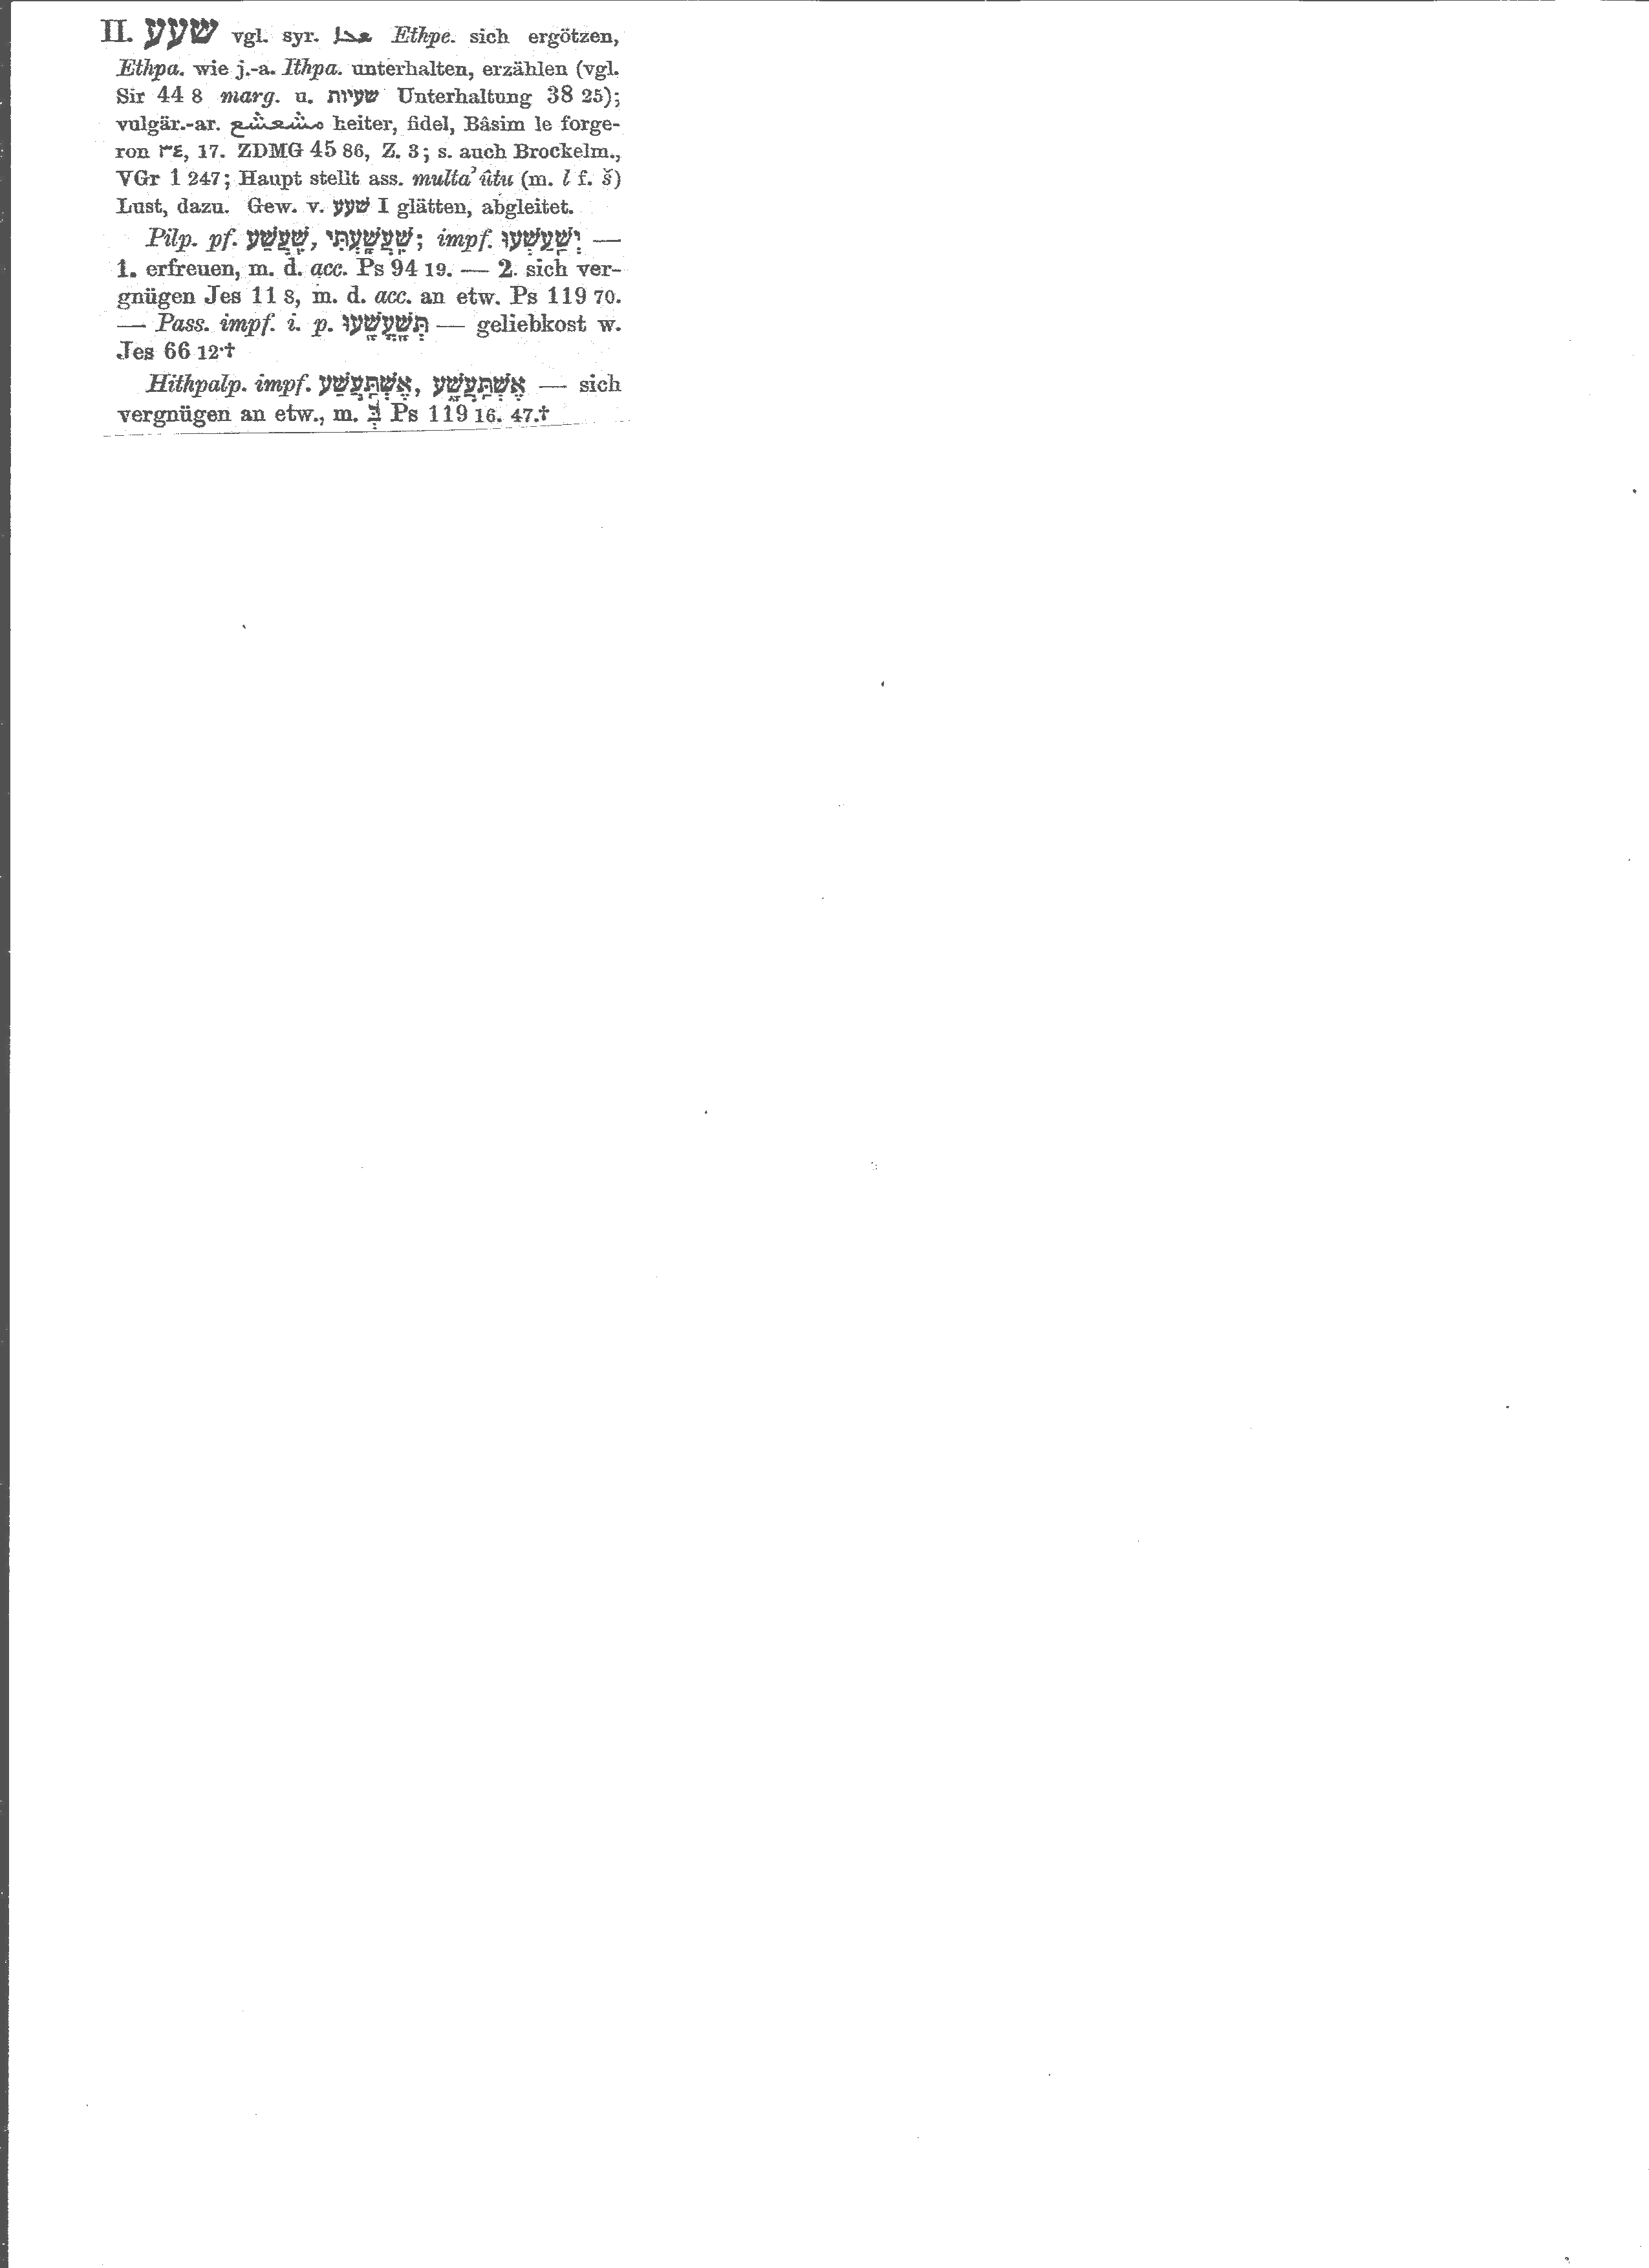 II. שעע vgl. syr. ܫܥܐ Ethpe. sich ergötzen,
Ethpa. wie j.-a. Ithpa. unterhalten, erzählen (vgl.
Sir 44 8 marg. u. שעיות Unterhaltung 38 25);
vulgär.-ar. مشعشع heiter, fidel, Bâsim le forge-
ron ٣٤, 17. ZDMG 45 86, Z. 3; s. auch Brockelm.,
VGr 1 247; Haupt stellt ass. multaʾûtu (m. l f. š)
Lust, dazu. Gew. v. שׁעע I glätten, abgleitet.
Pilp. pf. שִׁעֲשַׁע, שִׁעֲשָׁעְתִּי; impf. יְשַׁעַשְׁעוּ —
1. erfreuen, m. d. acc. Ps 94 19. — 2. sich ver-
gnügen Jes 11 8, m. d. acc. an etw. Ps 119 70.
— Pass. impf. i. p. תְּשָׁעֳשָׁעוּ — geliebkost w.
Jes 66 12.†
Hithpalp. impf. אֶשְׁתַּעֲשַׁע, אֶשְׁתַּעֲשָׁע — sich
vergnügen an etw., m. בְּ Ps 119 16. 47.†